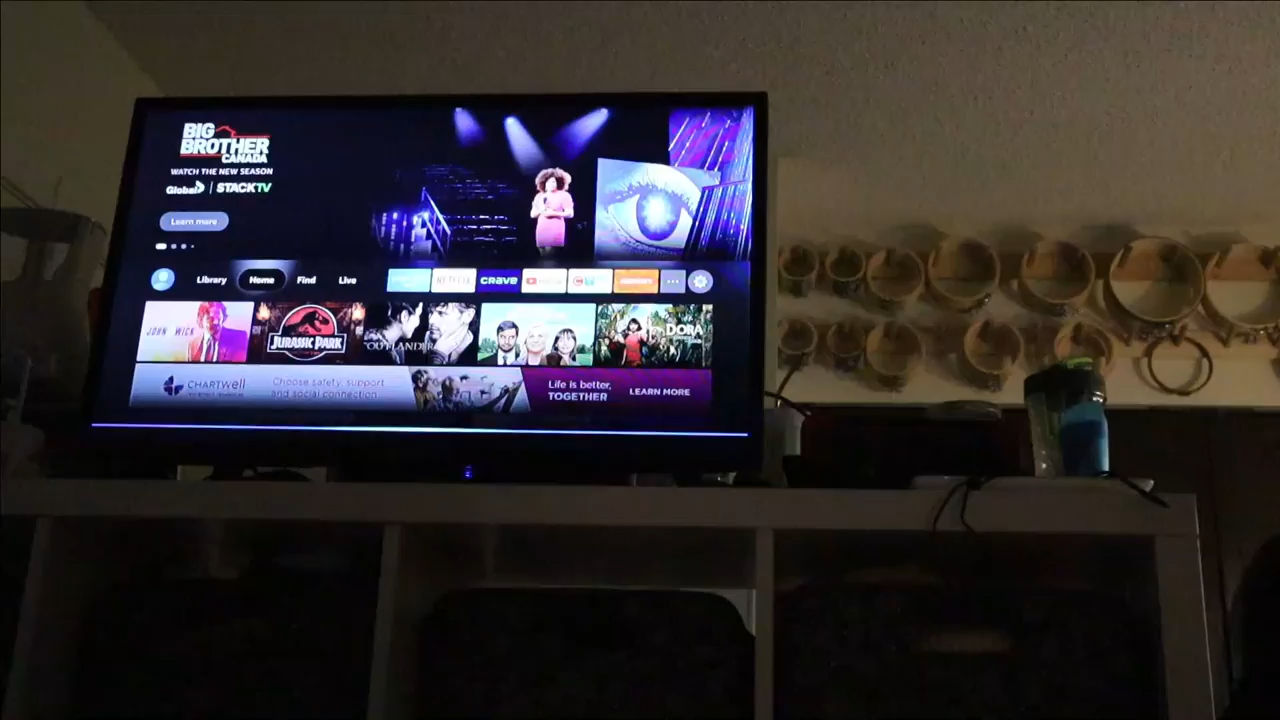 BIG
BROTHER
CANADA
WATCH THE NEW SEASON
Global | STACKTV
Learn more
Library Home Find Live
NETFLIX crave
JOHN WICK
JURASSIC PARK
OUTLANDER
DORA
CHARTWELL
Choose safety, support
and social connection
Life is better,
TOGETHER
LEARN MORE